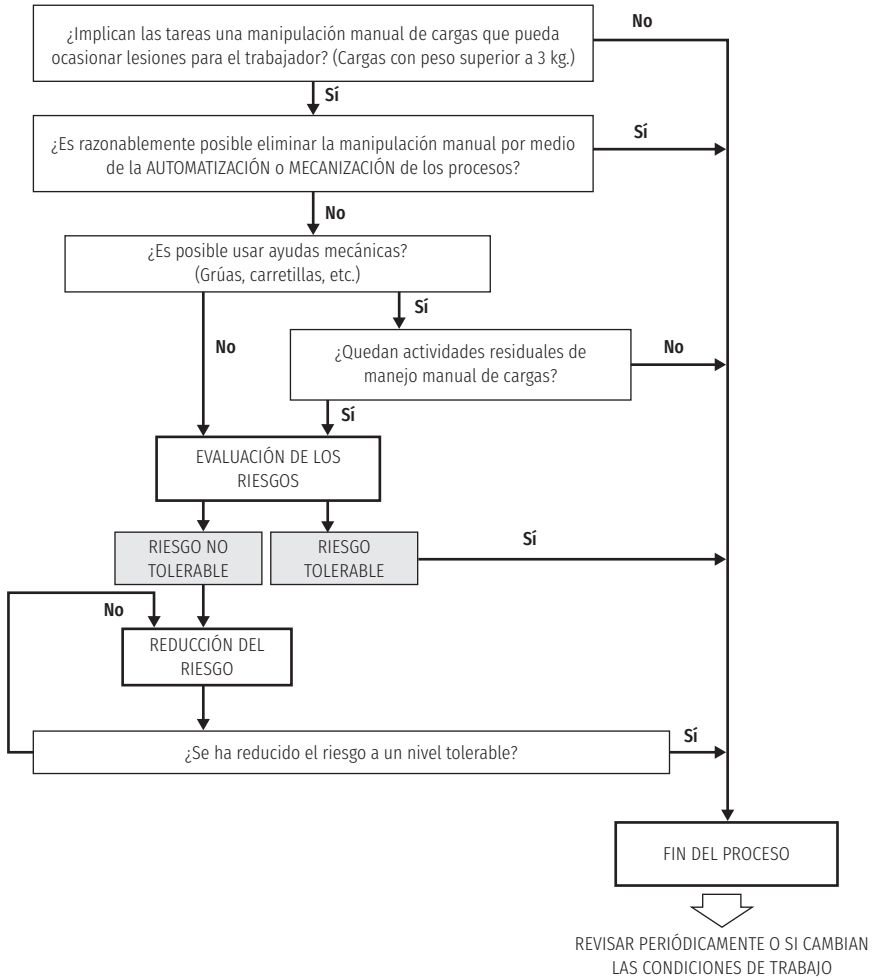 ¿Implican las tareas una manipulación manual de cargas que pueda
ocasionar lesiones para el trabajador? (Cargas con peso superior a 3 kg.)
No
Sí
¿Es razonablemente posible eliminar la manipulación manual por medio
de la AUTOMATIZACIÓN o MECANIZACIÓN de los procesos?
Sí
No
¿Es posible usar ayudas mecánicas?
(Grúas, carretillas, etc.)
Sí
No
¿Quedan actividades residuales de
manejo manual de cargas?
No
Sí
EVALUACIÓN DE LOS
RIESGOS
RIESGO NO
TOLERABLE
RIESGO
TOLERABLE
Sí
No
REDUCCIÓN DEL
RIESGO
¿Se ha reducido el riesgo a un nivel tolerable?
Sí
FIN DEL PROCESO
REVISAR PERIÓDICAMENTE O SI CAMBIAN
LAS CONDICIONES DE TRABAJO